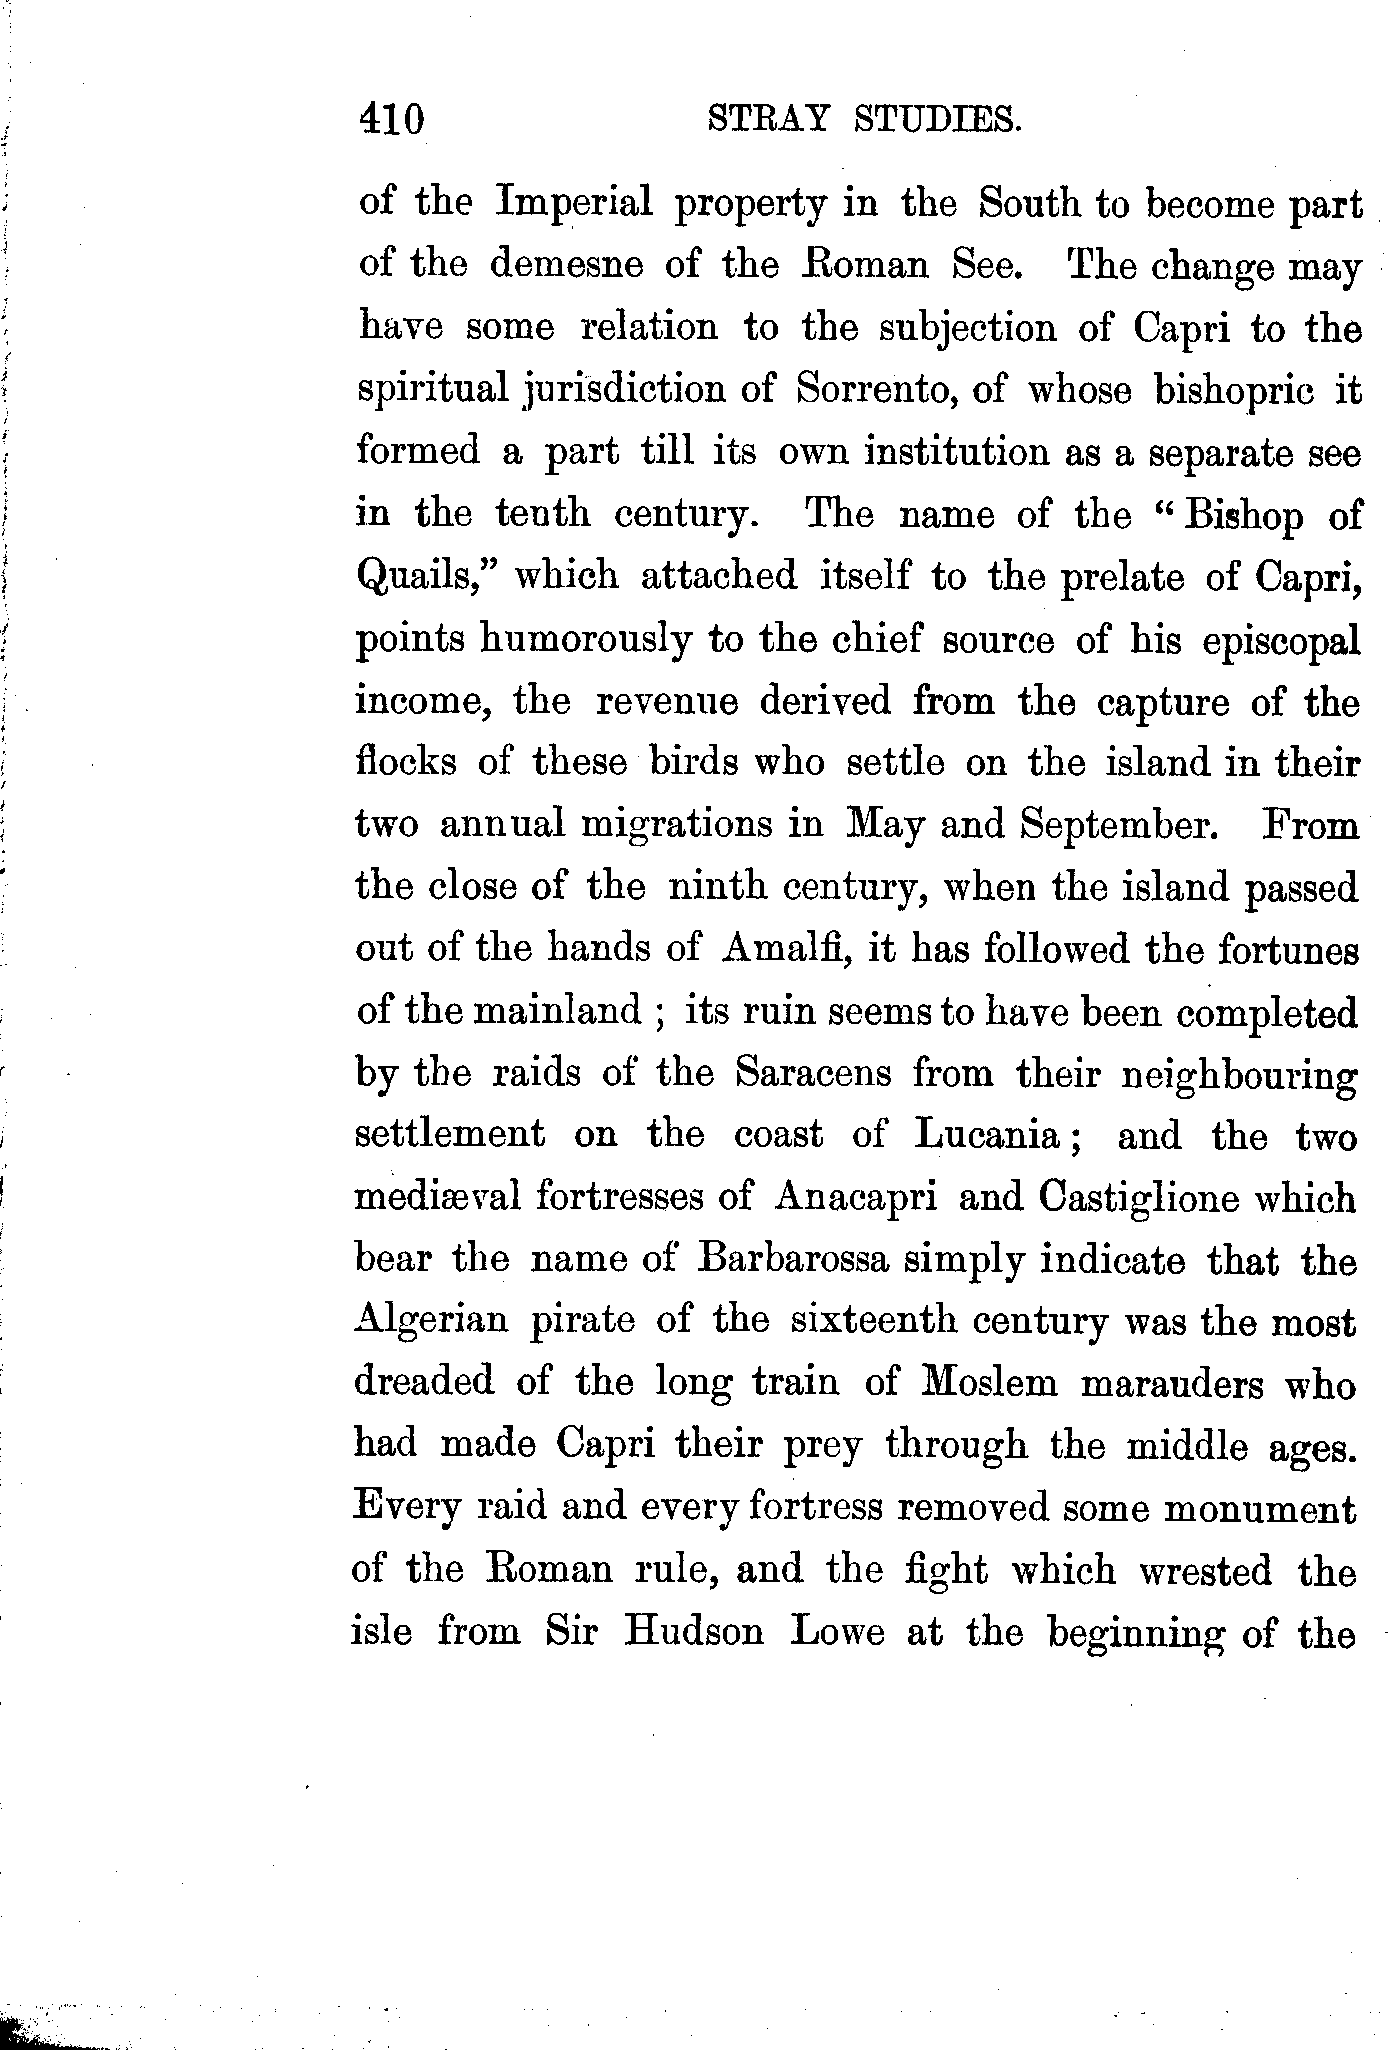 410 STRAY STUDIES.
of the Imperial property in the South to become part
of the demesne of the Roman See. The change may
have some relation to the subjection of Capri to the
spiritual jurisdiction of Sorrento, of whose bishopric it
formed a part till its own institution as a separate see
in the tenth century. The name of the “ Bishop of
Quails,” which attached itself to the prelate of Capri,
points humorously to the chief source of his episcopal
income, the revenue derived from the capture of the
flocks of these birds who settle on the island in their
two annual migrations in May and September. From
the close of the ninth century, when the island passed
out of the hands of Amalfi, it has followed the fortunes
of the mainland ; its ruin seems to have been completed
by the raids of the Saracens from their neighbouring
settlement on the coast of Lucania ; and the two
mediæval fortresses of Anacapri and Castiglione which
bear the name of Barbarossa simply indicate that the
Algerian pirate of the sixteenth century was the most
dreaded of the long train of Moslem marauders who
had made Capri their prey through the middle ages.
Every raid and every fortress removed some monument
of the Roman rule, and the fight which wrested the
isle from Sir Hudson Lowe at the beginning of the